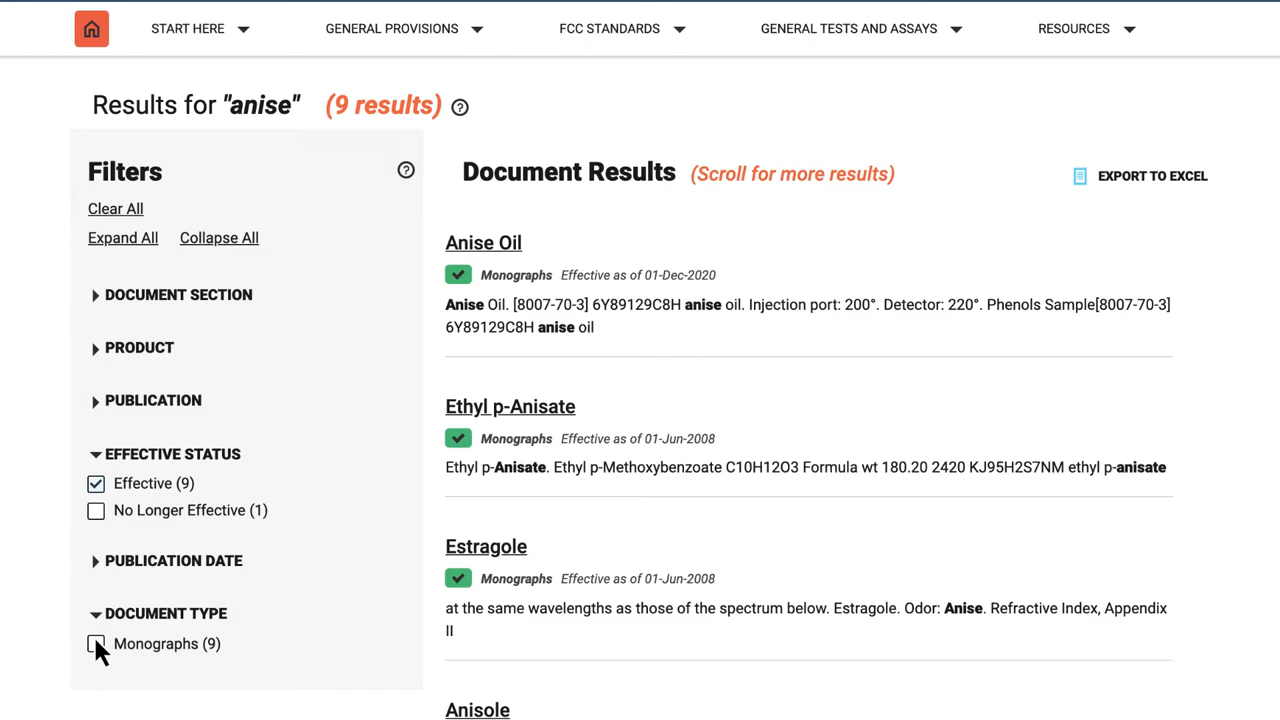 START HERE
GENERAL PROVISIONS
FCC STANDARDS
GENERAL TESTS AND ASSAYS
RESOURCES
Results for "anise" (9 results)
Filters
Clear All
Expand All Collapse All
DOCUMENT SECTION
PRODUCT
PUBLICATION
EFFECTIVE STATUS
Effective (9)
No Longer Effective (1)
PUBLICATION DATE
DOCUMENT TYPE
Monographs (9)
Document Results (Scroll for more results)
EXPORT TO EXCEL
Anise Oil
Monographs Effective as of 01-Dec-2020
Anise Oil. [8007-70-3] 6Y89129C8H anise oil. Injection port: 200°. Detector: 220°. Phenols Sample[8007-70-3]
6Y89129C8H anise oil
Ethyl p-Anisate
Monographs Effective as of 01-Jun-2008
Ethyl p-Anisate. Ethyl p-Methoxybenzoate C10H12O3 Formula wt 180.20 2420 KJ95H2S7NM ethyl p-anisate
Estragole
Monographs Effective as of 01-Jun-2008
at the same wavelengths as those of the spectrum below. Estragole. Odor: Anise. Refractive Index, Appendix
II
Anisole